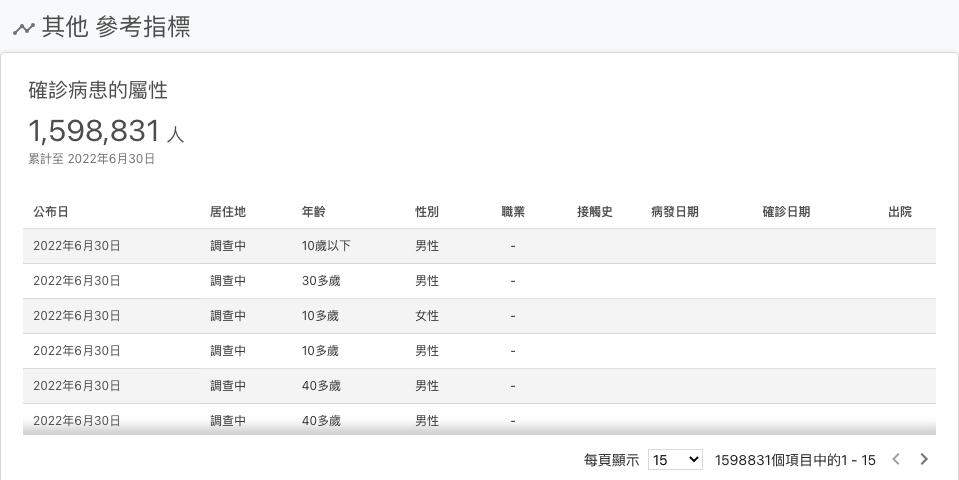 其他 參考指標
確診病患的屬性
1,598,831 人
累計至 2022年6月30日
公布日 居住地 年齡 性別 職業 接觸史 病發日期 確診日期 出院
2022年6月30日 調查中 10歲以下 男性 -
2022年6月30日 調查中 30多歲 男性 -
2022年6月30日 調查中 10多歲 女性 -
2022年6月30日 調查中 10多歲 男性 -
2022年6月30日 調查中 40多歲 男性 -
2022年6月30日 調查中 40多歲 男性 -
每頁顯示 15 1598831個項目中的1 - 15